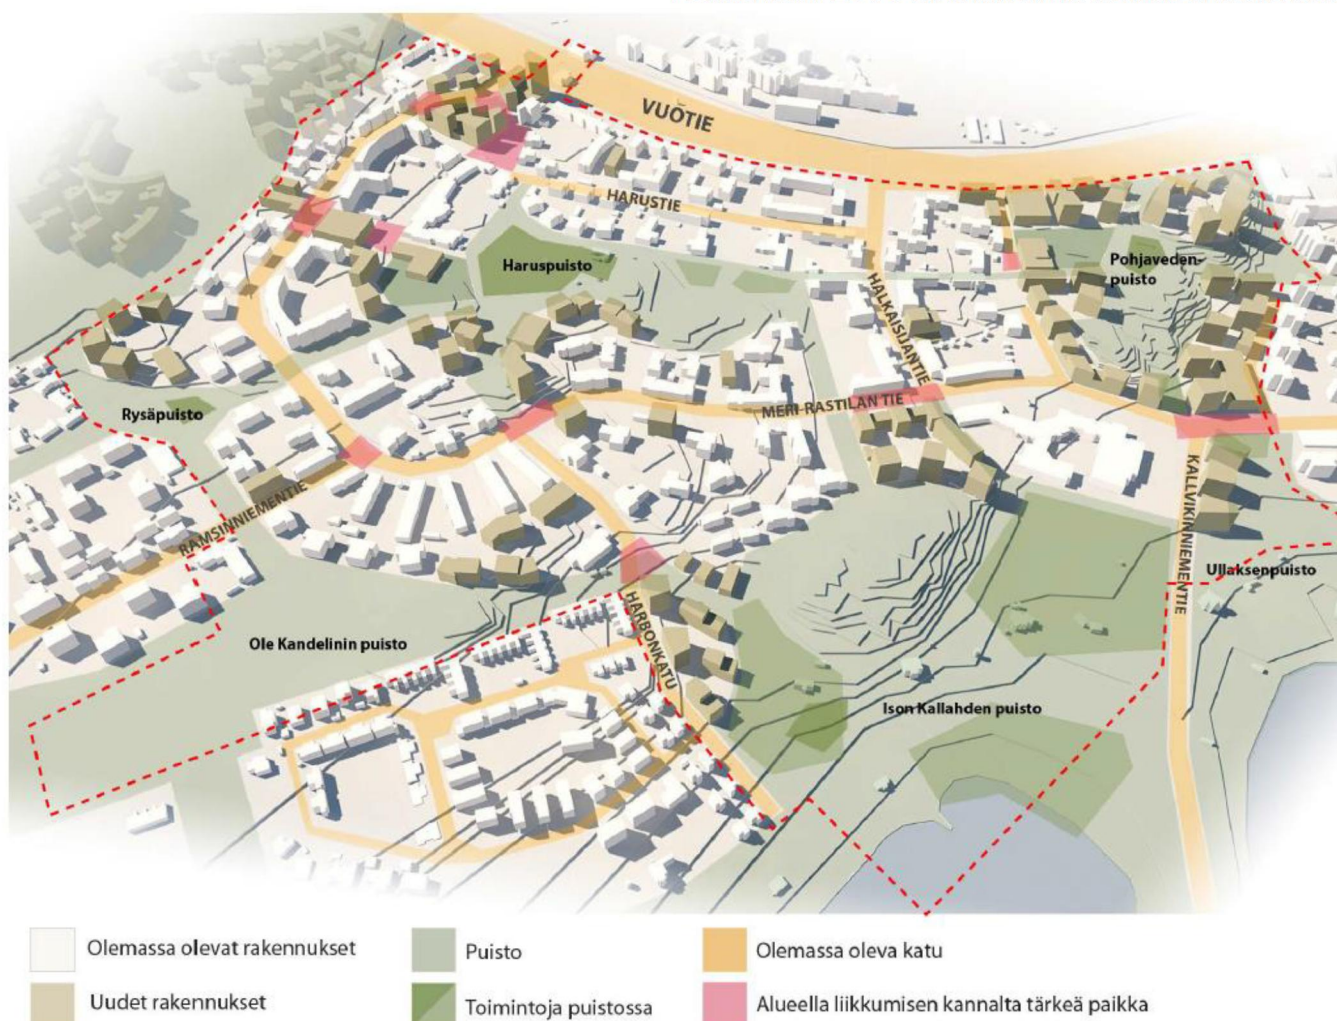 VUOTIE
HARUSTIE
Haruspuisto
Pohjaveden-
puisto
HALKAISIJANTIE
MERI-RASTILAN TIE
Rysäpuisto
RAMSINNIEMENTIE
KALLVIKINNIEMENTIE
Ullaksenpuisto
HARBONKATU
Ole Kandelinin puisto
Ison Kallahden puisto
Olemassa olevat rakennukset
Puisto
Olemassa oleva katu
Uudet rakennukset
Toimintoja puistossa
Alueella liikkumisen kannalta tärkeä paikka